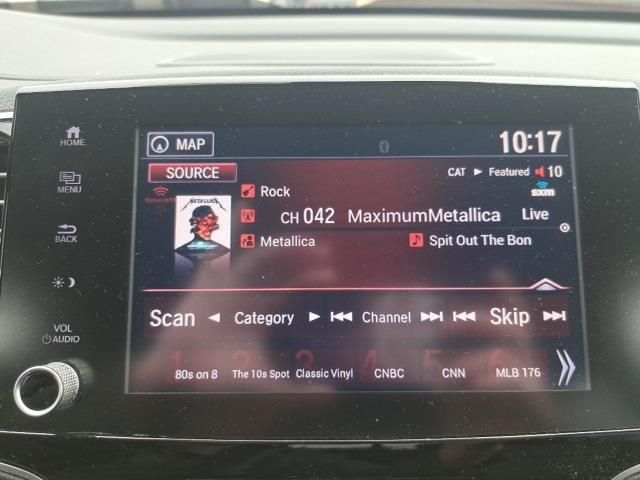 MAP
10:17
HOME
SOURCE
CAT ► Featured 10
MENU
SiriusXM
Rock
sxm
METALLICA
CH 042 MaximumMetallica Live
BACK
Metallica
Spit Out The Bon
Scan ◄ Category ► Channel Skip
VOL
AUDIO
1 2 3 4 5 6
80s on 8 The 10s Spot Classic Vinyl CNBC CNN MLB 176